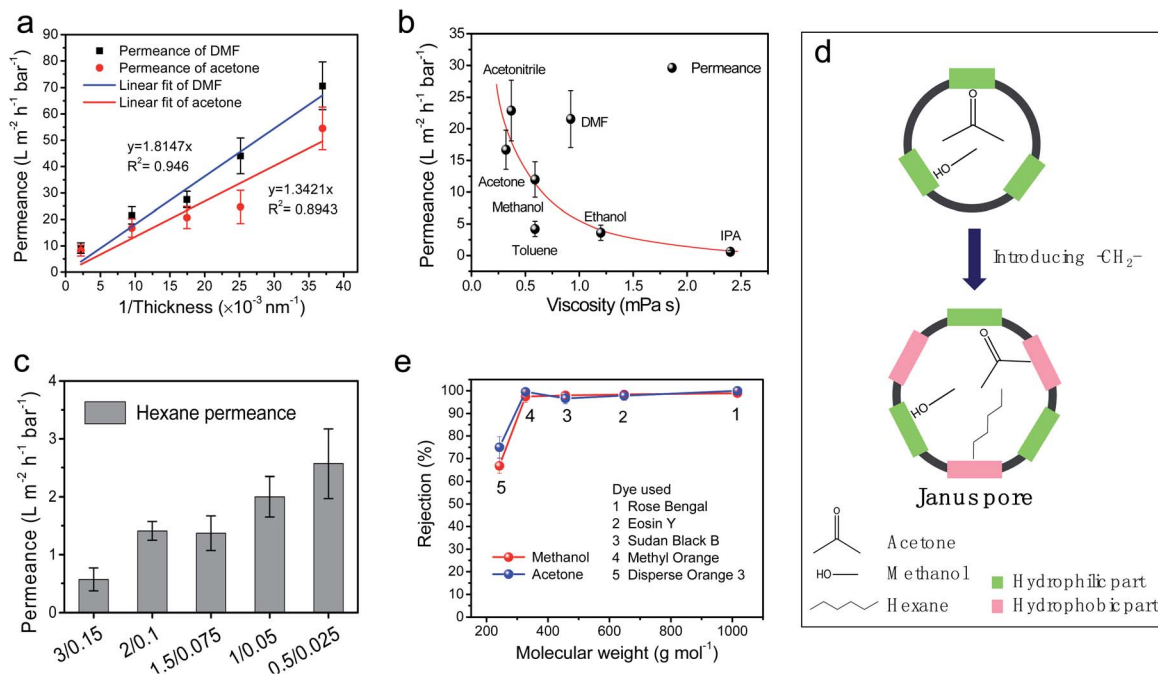 a
Permeance (L m⁻² h⁻¹ bar⁻¹)
90
80
70
60
50
40
30
20
10
0
Permeance of DMF
Permeance of acetone
Linear fit of DMF
Linear fit of acetone
y=1.8147x
R²= 0.946
y=1.3421x
R²= 0.8943
0 5 10 15 20 25 30 35 40
1/Thickness (×10⁻³ nm⁻¹)
b
Permeance (L m⁻² h⁻¹ bar⁻¹)
35
30
25
20
15
10
5
0
Acetonitrile
Permeance
DMF
Acetone
Methanol
Toluene
Ethanol
IPA
0.0 0.5 1.0 1.5 2.0 2.5
Viscosity (mPa s)
c
Permeance (L m⁻² h⁻¹ bar⁻¹)
4
3
2
1
0
Hexane permeance
3/0.15
2/0.1
1.5/0.075
1/0.05
0.5/0.025
d
O
HO
Introducing -CH₂-
O
HO
Janus pore
O
Acetone
HO
Methanol
Hexane
Hydrophilic part
Hydrophobic part
e
Rejection (%)
100
95
90
85
80
75
70
65
60
55
50
45
40
35
30
4 3 2 1
5
Dye used
1 Rose Bengal
2 Eosin Y
3 Sudan Black B
4 Methyl Orange
5 Disperse Orange 3
Methanol
Acetone
200 400 600 800 1000
Molecular weight (g mol⁻¹)